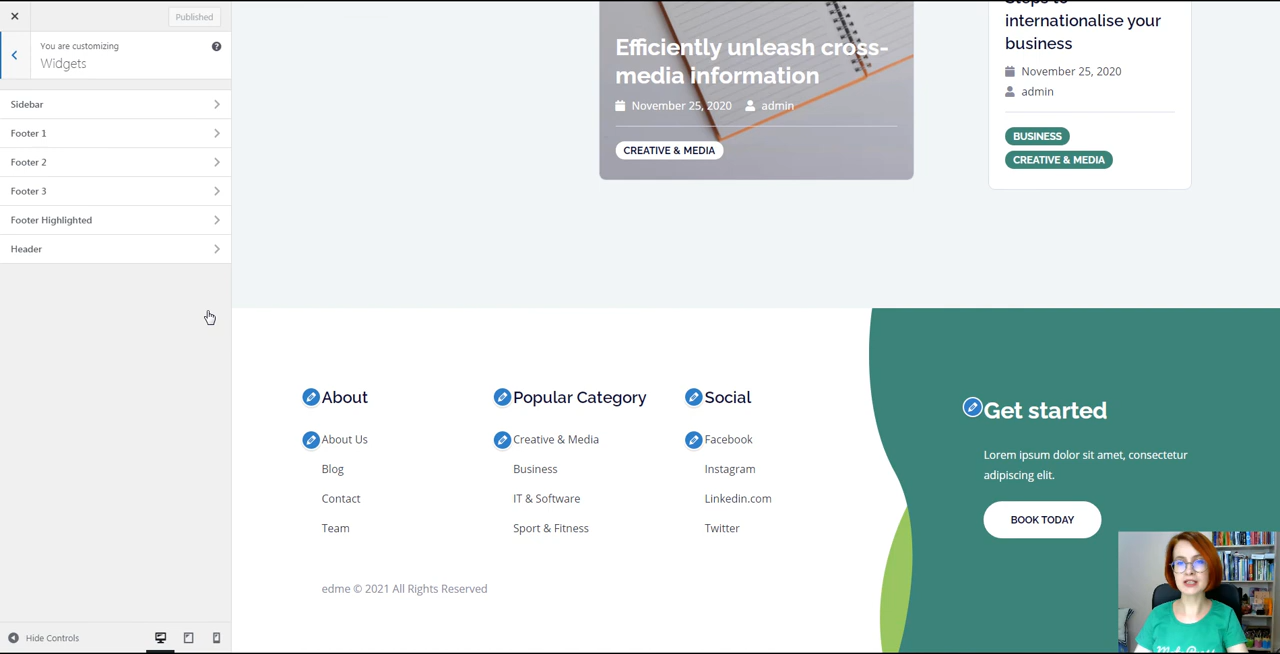 Published
You are customizing
Widgets
Sidebar
Footer 1
Footer 2
Footer 3
Footer Highlighted
Header
Hide Controls
Efficiently unleash cross-
media information
November 25, 2020 admin
CREATIVE & MEDIA
Steps to
internationalise your
business
November 25, 2020
admin
BUSINESS
CREATIVE & MEDIA
About
About Us
Blog
Contact
Team
Popular Category
Creative & Media
Business
IT & Software
Sport & Fitness
Social
Facebook
Instagram
Linkedin.com
Twitter
edme © 2021 All Rights Reserved
Get started
Lorem ipsum dolor sit amet, consectetur
adipiscing elit.
BOOK TODAY